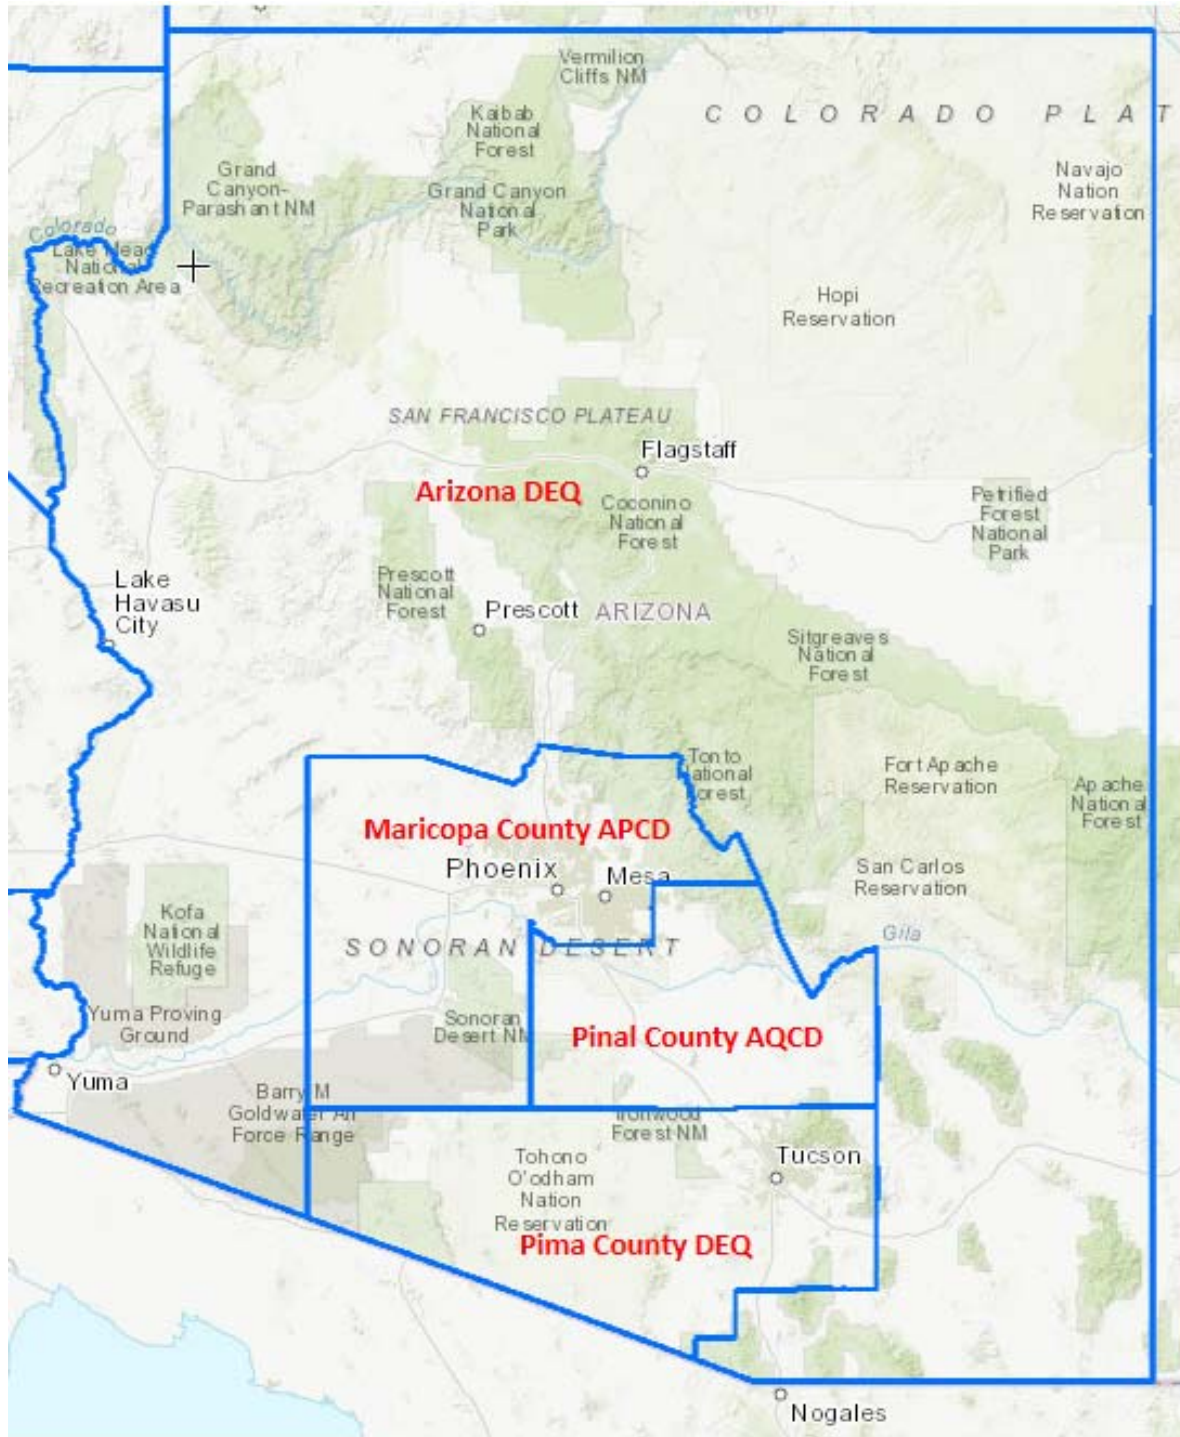 Vermilion
Cliffs NM
COLORADO PLAT
Kaibab
National
Forest
Grand
Canyon-
Parashant NM
Navajo
Nation
Reservation
Grand Canyon
National
Park
Colorado
Lake Mead
National
Recreation Area
Hopi
Reservation
SAN FRANCISCO PLATEAU
Flagstaff
Arizona DEQ
Coconino
National
Forest
Petrified
Forest
National
Park
Prescott
National
Forest
Lake
Havasu
City
Prescott
ARIZONA
Sitgreaves
National
Forest
Tonto
National
Forest
Fort Apache
Reservation
Apache
National
Forest
Maricopa County APCD
Phoenix
Mesa
San Carlos
Reservation
Kofa
National
Wildlife
Refuge
SONORAN DESERT
Gila
Yuma Proving
Ground
Sonoran
Desert NM
Pinal County AQCD
Yuma
Barry M
Goldwater Air
Force Range
Ironwood
Forest NM
Tohono
O'odham
Nation
Reservation
Tucson
Pima County DEQ
Nogales